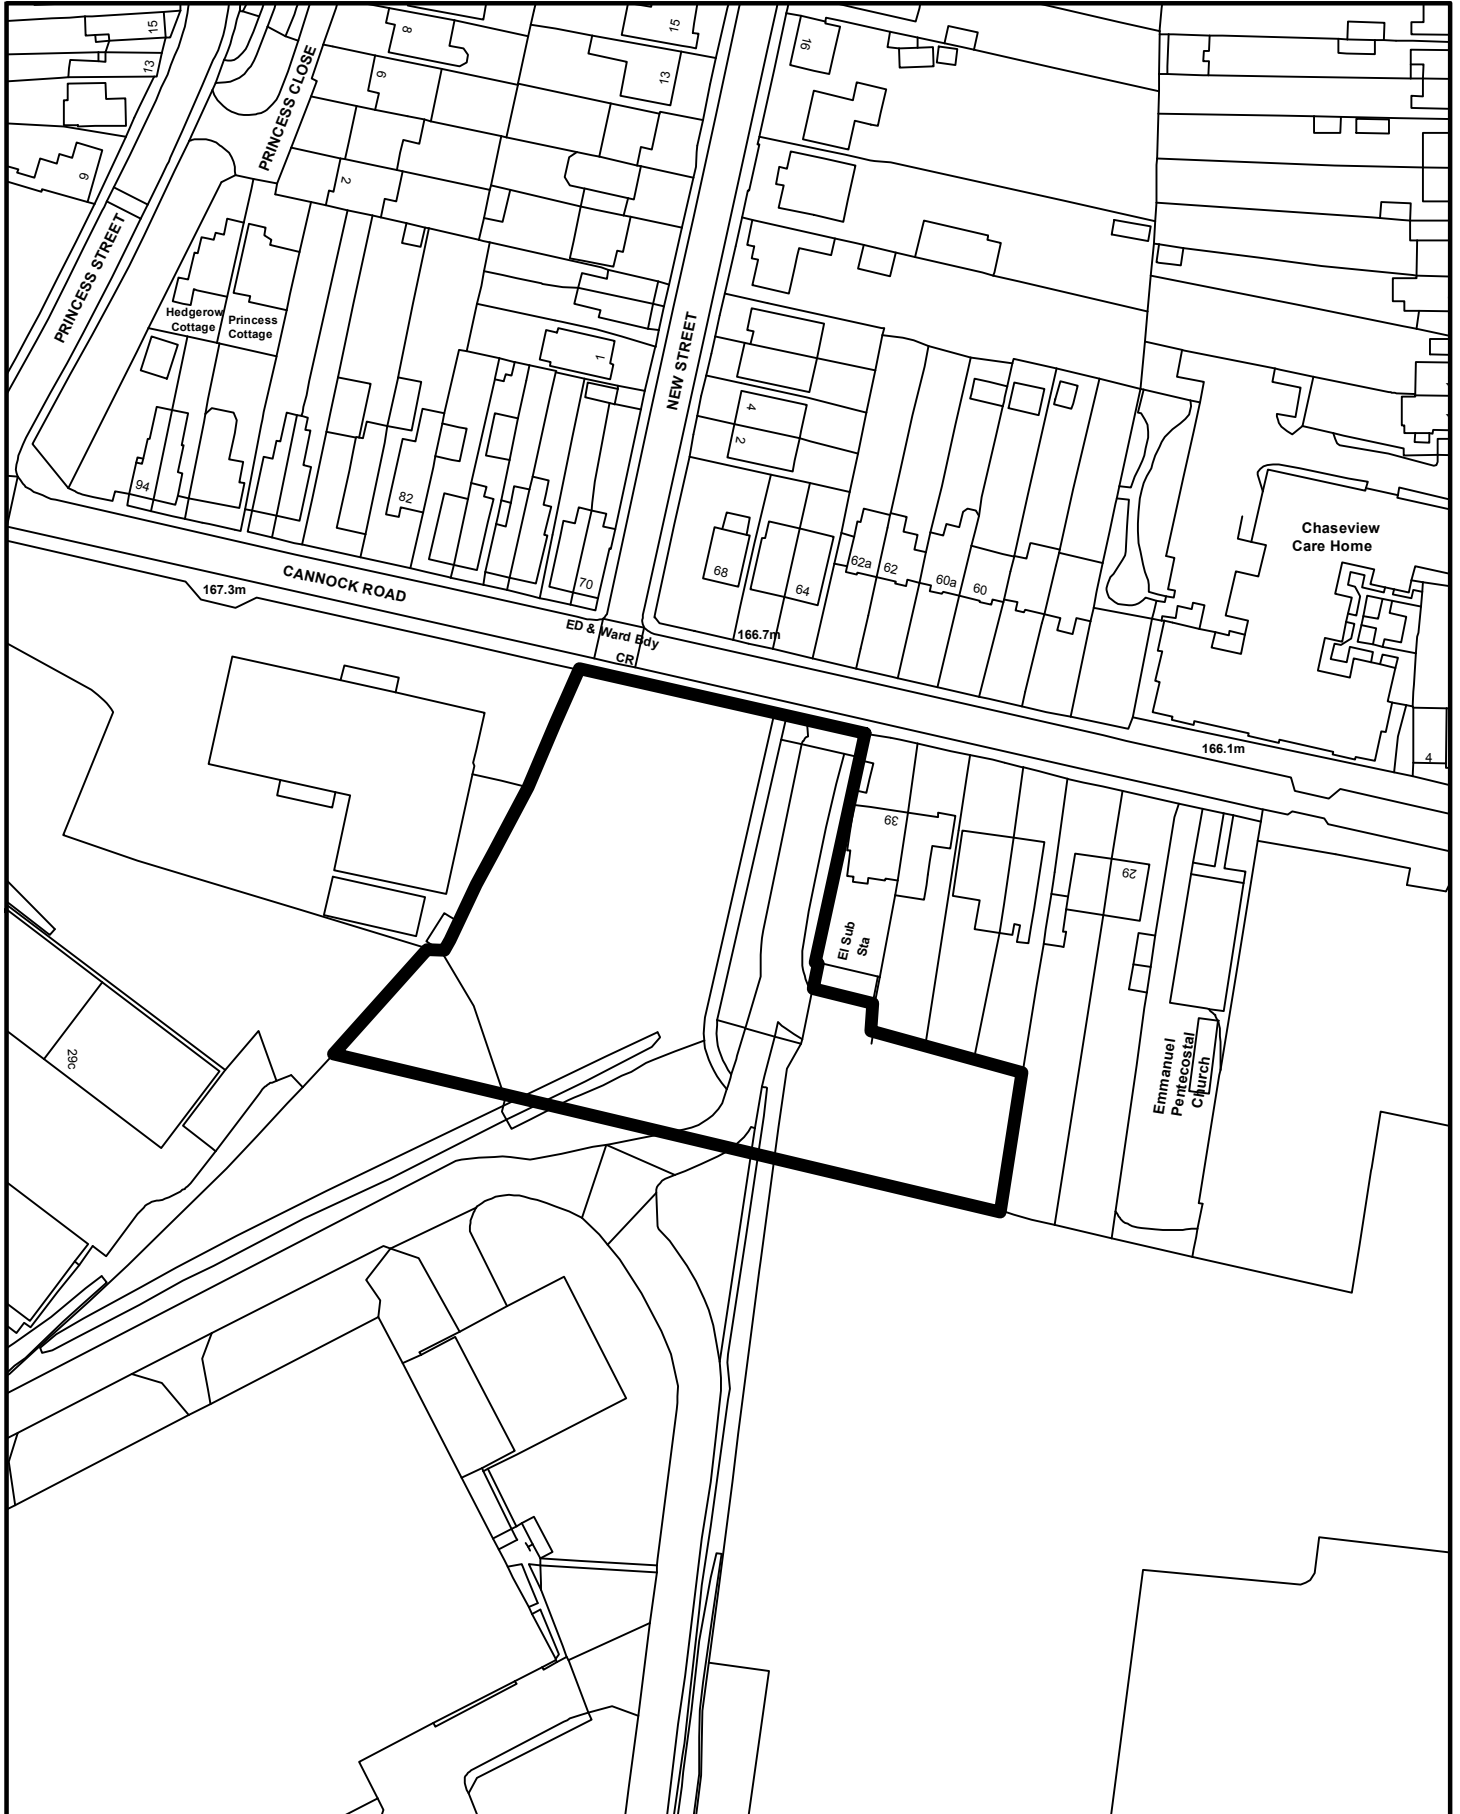 15
13
6
PRINCESS CLOSE
8
6
2
15
13
16
PRINCESS STREET
Hedgerow
Cottage
Princess
Cottage
NEW STREET
1
4
2
94
82
70
68
64
62a
62
60a
60
Chaseview
Care Home
CANNOCK ROAD
167.3m
ED & Ward Bdy
CR
166.7m
166.1m
4
39
29
El Sub
Sta
Emmanuel
Pentecostal
Church
29c